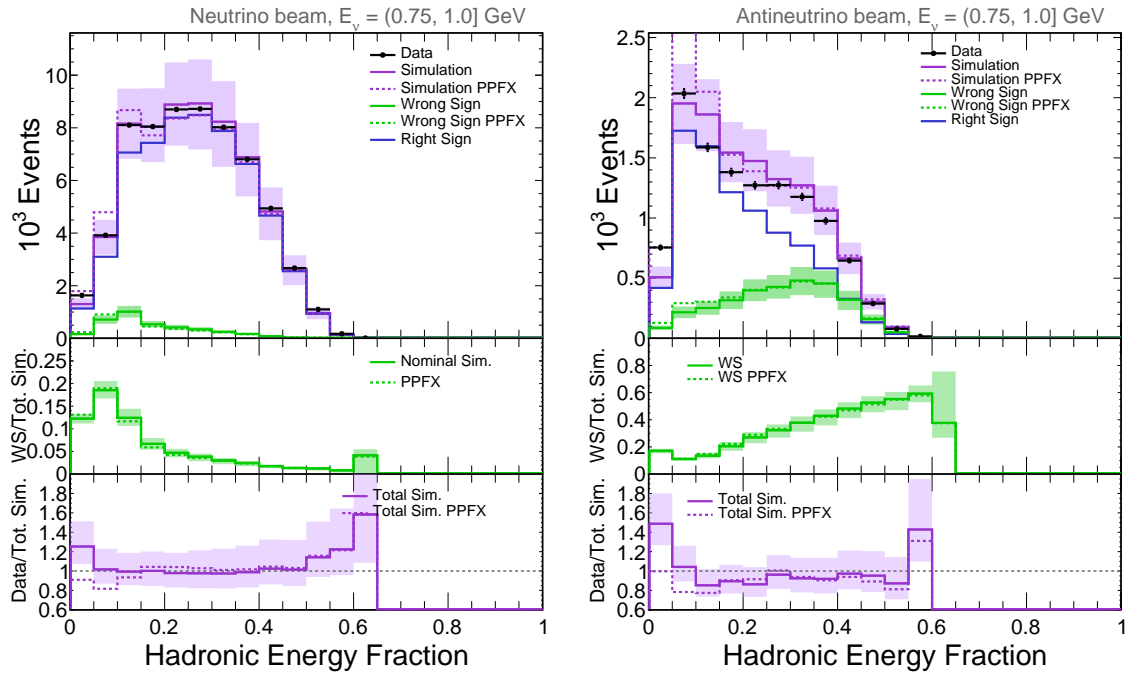 Neutrino beam, Eν = (0.75, 1.0] GeV
10
8
6
4
2
0
10³ Events
Data
Simulation
Simulation PPFX
Wrong Sign
Wrong Sign PPFX
Right Sign
0.25
0.2
0.15
0.1
0.05
0
WS/Tot. Sim.
Nominal Sim.
PPFX
1.8
1.6
1.4
1.2
1
0.8
0.6
Data/Tot. Sim.
Total Sim.
Total Sim. PPFX
0 0.2 0.4 0.6 0.8 1
Hadronic Energy Fraction
Antineutrino beam, Eν = (0.75, 1.0] GeV
2.5
2
1.5
1
0.5
0
10³ Events
Data
Simulation
Simulation PPFX
Wrong Sign
Wrong Sign PPFX
Right Sign
0.8
0.6
0.4
0.2
0
WS/Tot. Sim.
WS
WS PPFX
1.8
1.6
1.4
1.2
1
0.8
0.6
Data/Tot. Sim.
Total Sim.
Total Sim. PPFX
0 0.2 0.4 0.6 0.8 1
Hadronic Energy Fraction